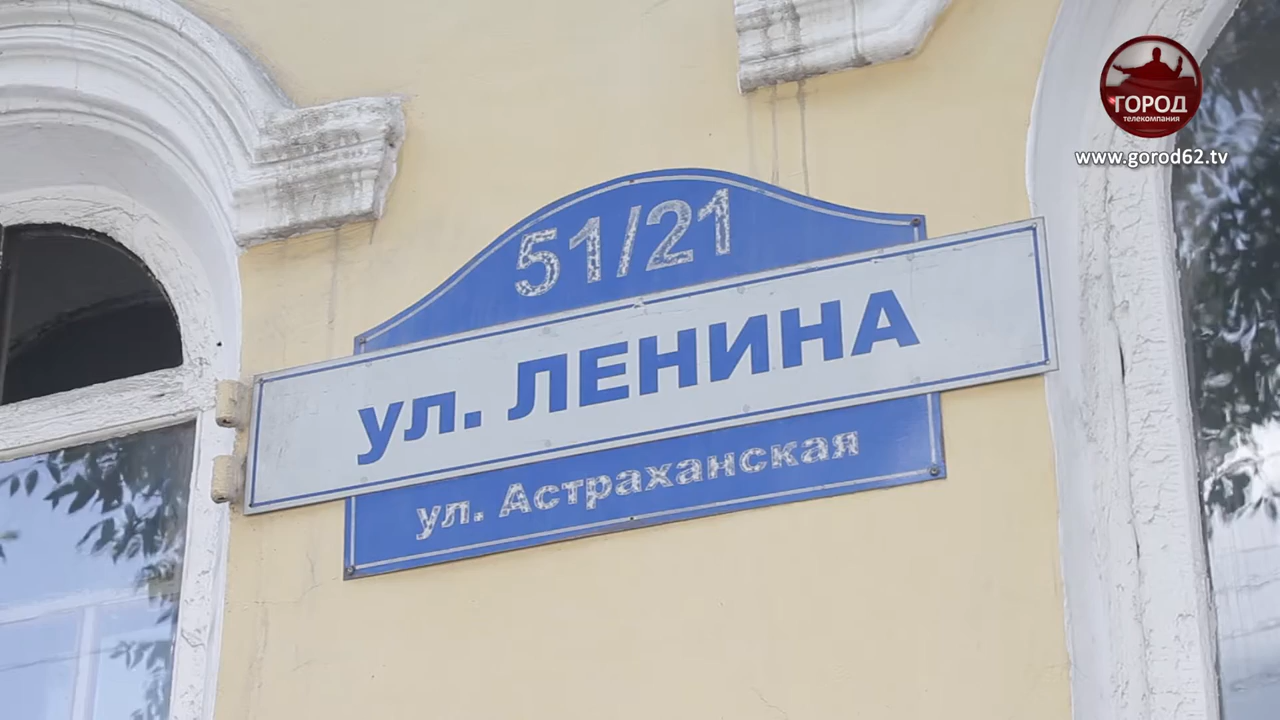 ГОРОД
телекомпания
www.gorod62.tv
51/21
ул. ЛЕНИНА
ул. Астраханская